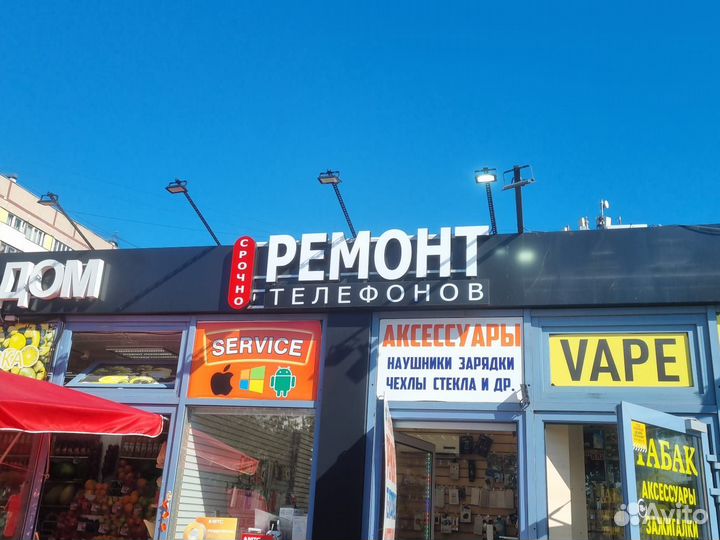 ДОМ
СРОЧНО
РЕМОНТ
ТЕЛЕФОНОВ
SERVICE
АКСЕССУАРЫ
НАУШНИКИ ЗАРЯДКИ
ЧЕХЛЫ СТЕКЛА И ДР.
VAPE
ТАБАК
АКСЕССУАРЫ
ЗАЖИГАЛКИ
Avito